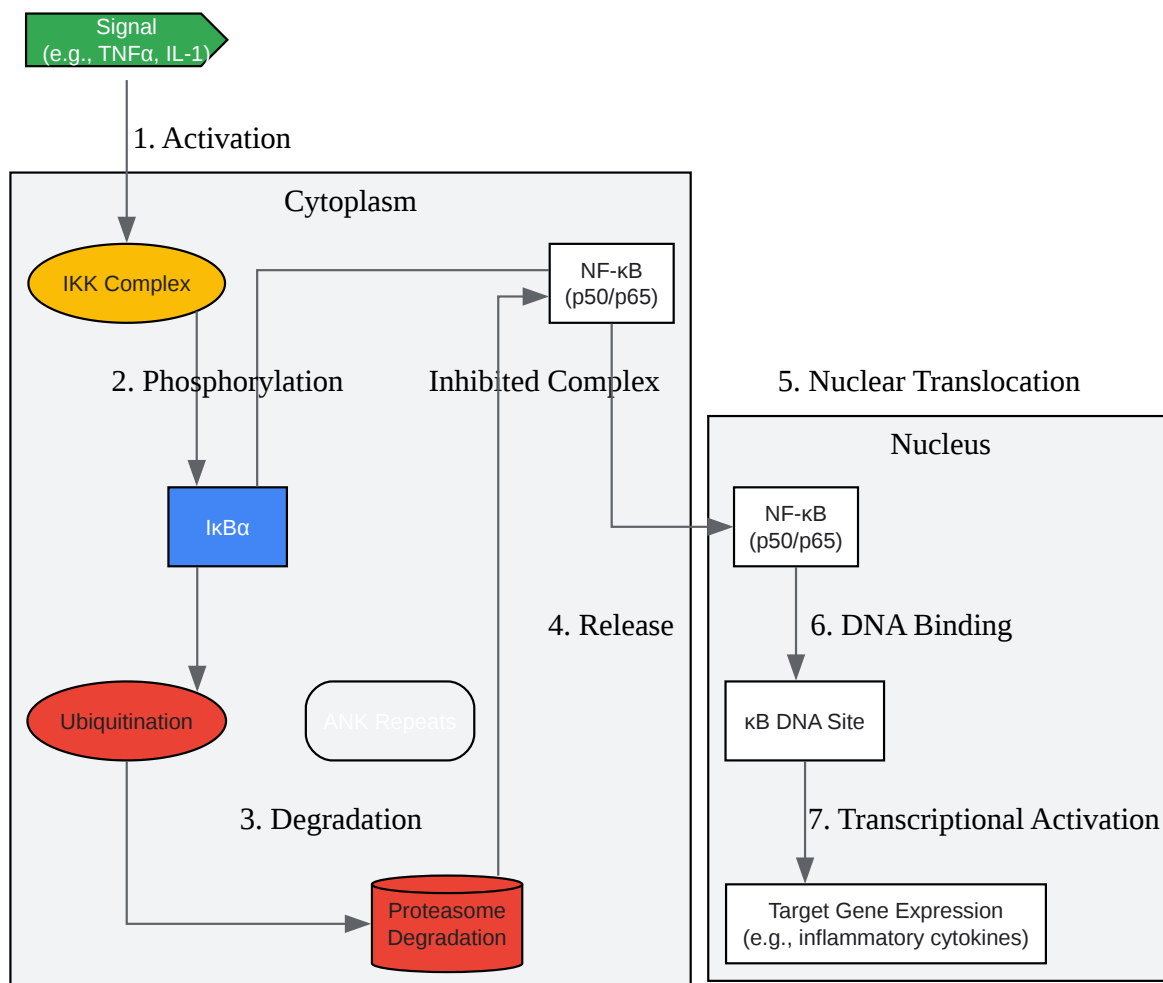 Signal
(e.g., TNFα, IL-1)
1. Activation
Cytoplasm
IKK Complex
NF-κB
(p50/p65)
2. Phosphorylation
Inhibited Complex
5. Nuclear Translocation
Nucleus
IκBα
NF-κB
(p50/p65)
4. Release
6. DNA Binding
Ubiquitination
ANK Repeats
κB DNA Site
3. Degradation
7. Transcriptional Activation
Proteasome
Degradation
Target Gene Expression
(e.g., inflammatory cytokines)